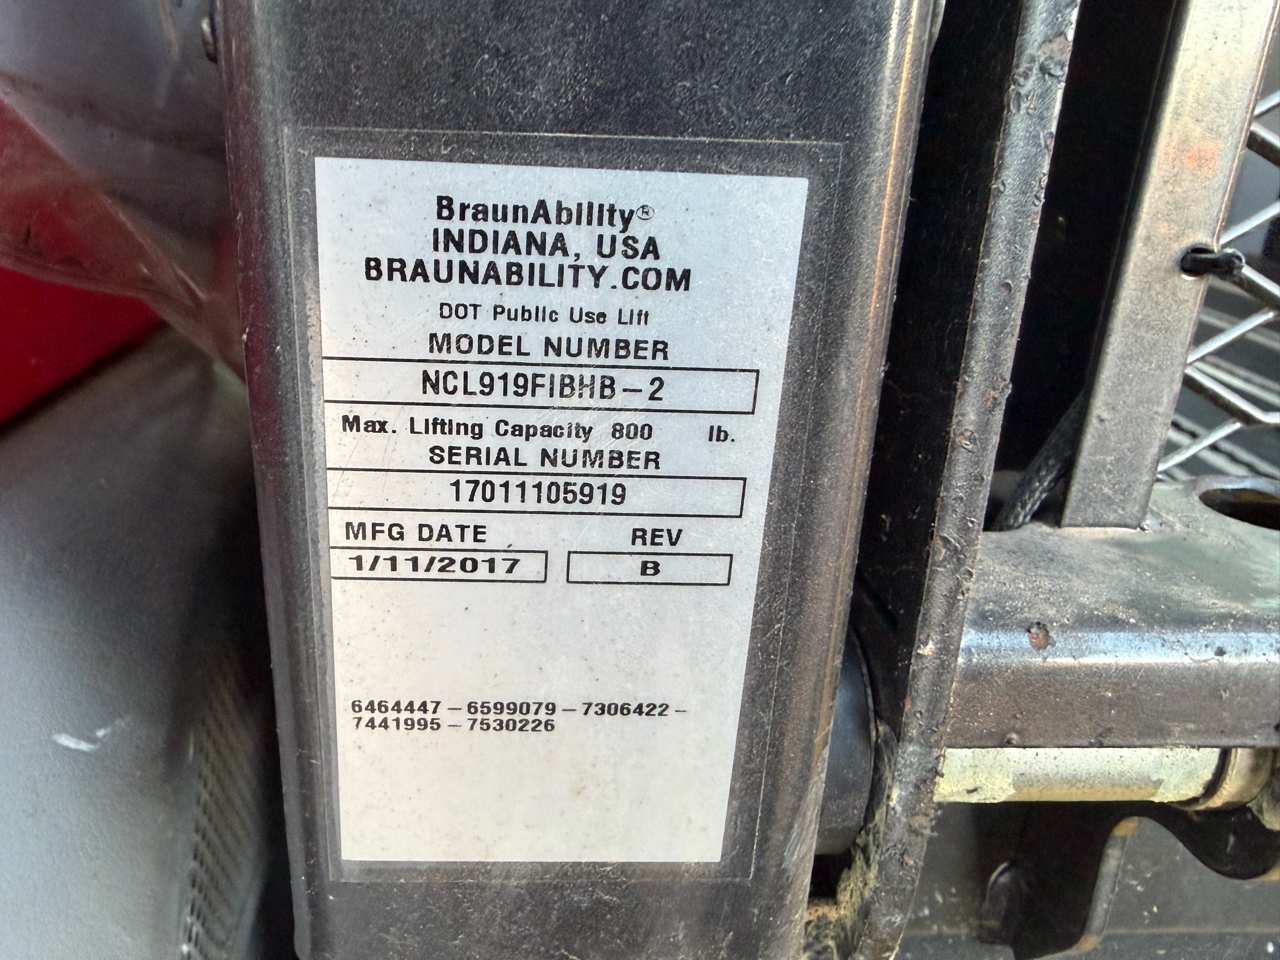 BraunAbility®
INDIANA, USA
BRAUNABILITY.COM
DOT Public Use Lift
MODEL NUMBER
NCL919FIBHB-2
Max. Lifting Capacity 800 lb.
SERIAL NUMBER
17011105919
MFG DATE REV
1/11/2017 B
6464447-6599079-7306422-
7441995-7530226